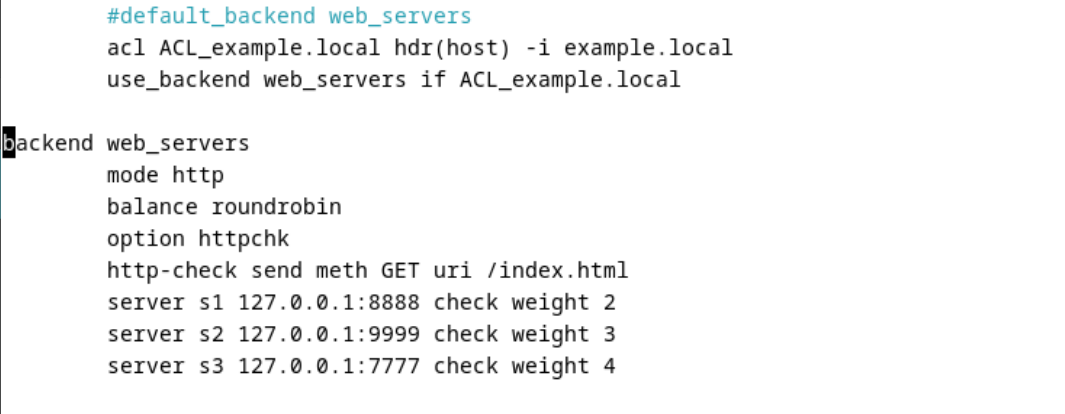 #default_backend web_servers
acl ACL_example.local hdr(host) -i example.local
use_backend web_servers if ACL_example.local
backend web_servers
mode http
balance roundrobin
option httpchk
http-check send meth GET uri /index.html
server s1 127.0.0.1:8888 check weight 2
server s2 127.0.0.1:9999 check weight 3
server s3 127.0.0.1:7777 check weight 4